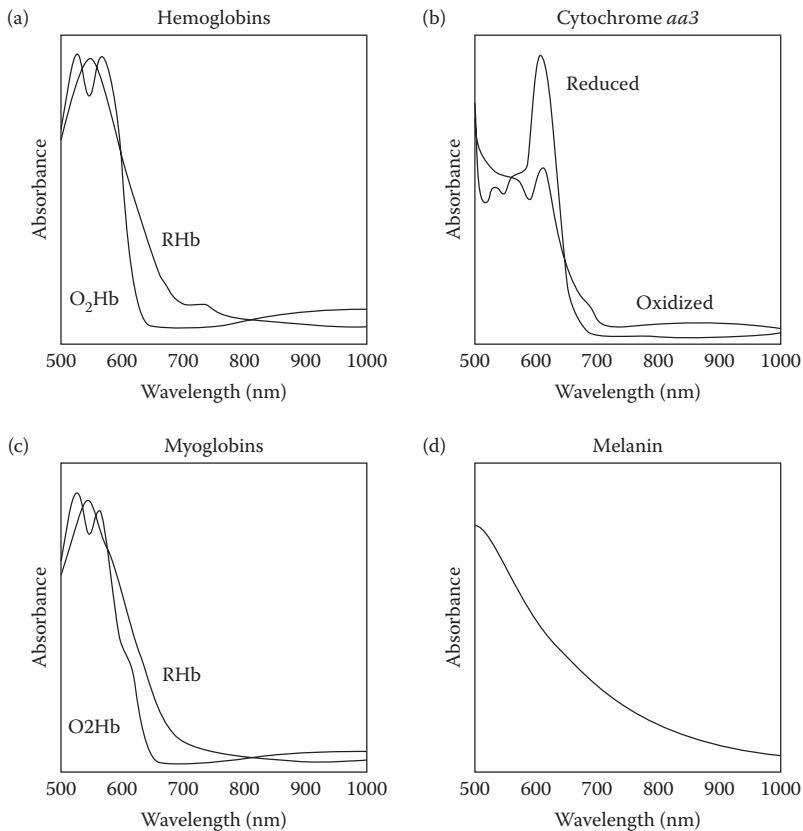 (a)
Hemoglobins
Absorbance
RHb
O₂Hb
500 600 700 800 900 1000
Wavelength (nm)
(b)
Cytochrome aa3
Absorbance
Reduced
Oxidized
500 600 700 800 900 1000
Wavelength (nm)
(c)
Myoglobins
Absorbance
RHb
O2Hb
500 600 700 800 900 1000
Wavelength (nm)
(d)
Melanin
Absorbance
500 600 700 800 900 1000
Wavelength (nm)